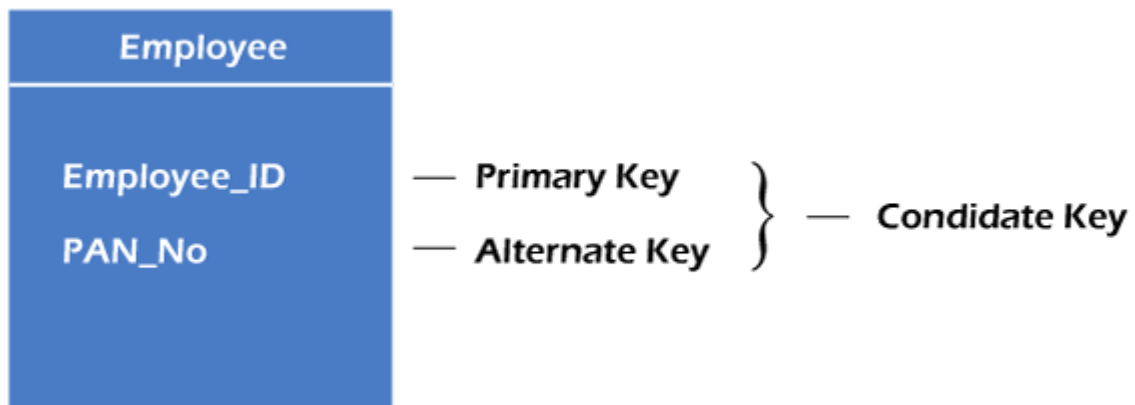 Employee
Employee_ID — Primary Key
PAN_No — Alternate Key
Condidate Key